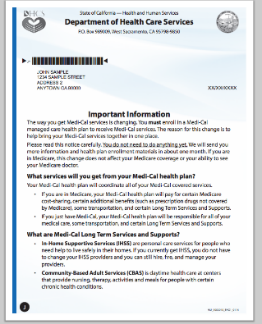 DHCS
State of California—Health and Human Services
Department of Health Care Services
P.O. Box 989009, West Sacramento, CA 95798-9850
JOHN SAMPLE
1234 SAMPLE STREET
ADDRESS 2
ANYTOWN CA 90000
Important Information
The way you get Medi-Cal services is changing. You must enroll in a Medi-Cal
managed care health plan to receive Medi-Cal services. The reason for this change is to
help bring your Medi-Cal services together in one place.
Please read this notice carefully. You do not need to do anything yet. We will send you
more information and health plan enrollment materials in about one month. If you are
in Medicare, this change does not affect your Medicare coverage or your ability to see
your Medicare doctor.
What services will you get from your Medi-Cal health plan?
Your Medi-Cal health plan will coordinate all of your Medi-Cal covered services.
• If you are in Medicare, your Medi-Cal health plan will pay for certain Medicare
cost-sharing, certain additional benefits (such as prescription drugs not covered
by Medicare), some transportation, and certain Long Term Services and Supports.
• If you just have Medi-Cal, your Medi-Cal health plan will be responsible for all of your
medical care, some transportation, and certain Long Term Services and Supports.
What are Medi-Cal Long Term Services and Supports?
• In-Home Supportive Services (IHSS) are personal care services for people who
need help to live safely in their homes. If you currently get IHSS, you do not have
to change your IHSS providers and you can still hire, fire, and manage your
providers.
• Community-Based Adult Services (CBAS) is daytime health care at centers
that provide nursing, therapy, activities and meals for people with certain
chronic health conditions.